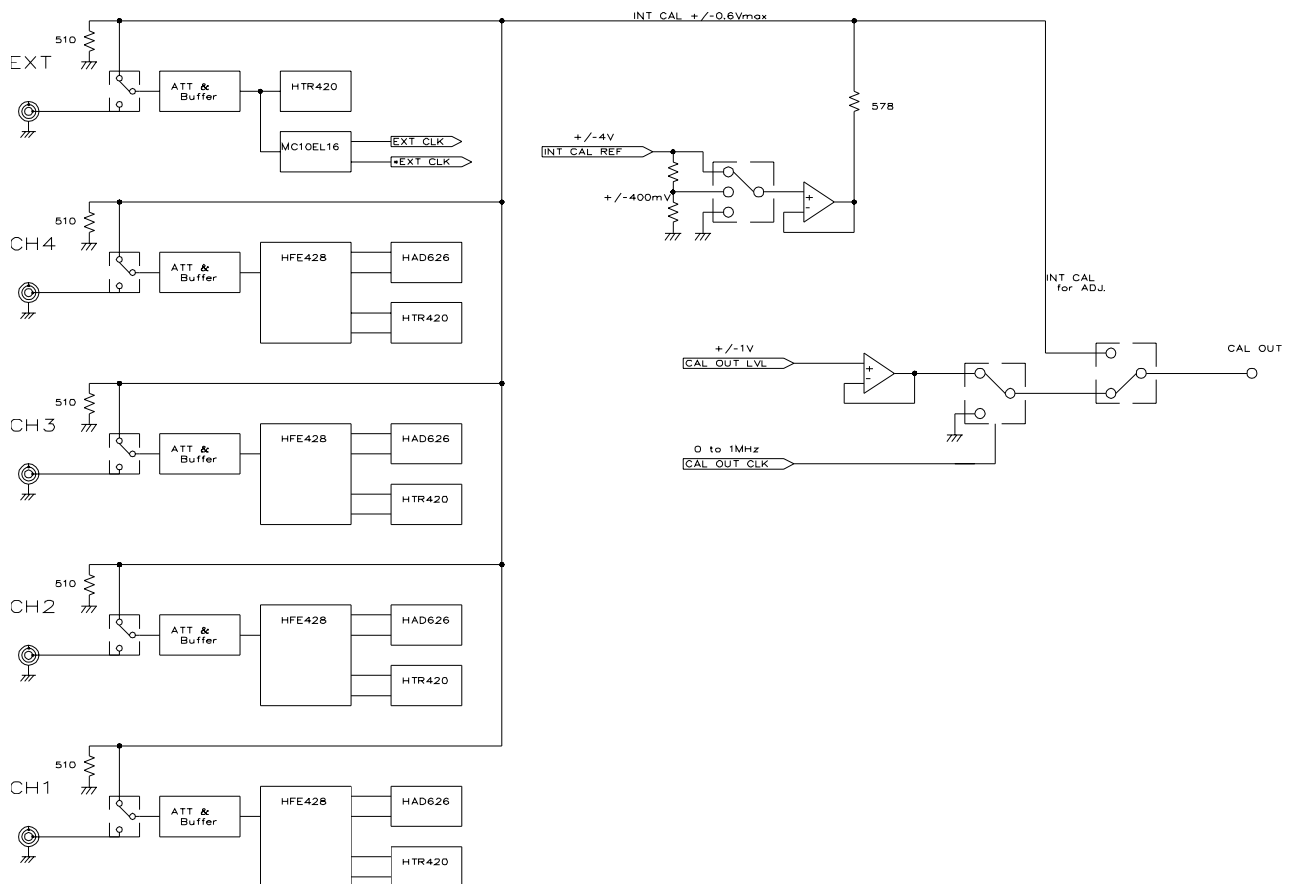 INT CAL +/-0.6Vmax
510
EXT
ATT &
Buffer
HTR420
MC10EL16
EXT CLK
*EXT CLK
578
+/-4V
INT CAL REF
+/-400mV
+
-
510
CH4
ATT &
Buffer
HFE428
HAD626
HTR420
INT CAL
for ADJ.
+/-1V
CAL OUT LVL
+
-
CAL OUT
0 to 1MHz
CAL OUT CLK
510
CH3
ATT &
Buffer
HFE428
HAD626
HTR420
510
CH2
ATT &
Buffer
HFE428
HAD626
HTR420
510
CH1
ATT &
Buffer
HFE428
HAD626
HTR420